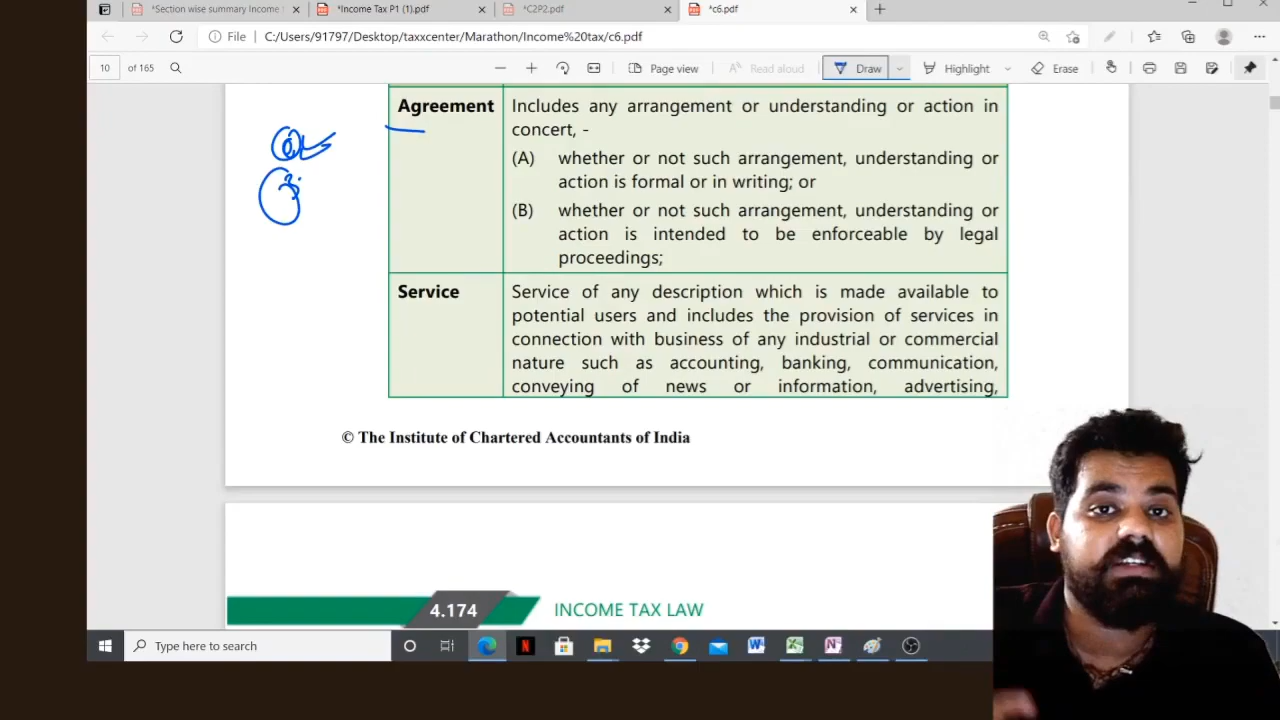 *Section wise summary Income
*Income Tax P1 (1).pdf
*C2P2.pdf
*c6.pdf
File
C:/Users/91797/Desktop/taxxcenter/Marathon/Income%20tax/c6.pdf
10 of 165
Page view
Read aloud
Draw
Highlight
Erase
Agreement
Includes any arrangement or understanding or action in
concert, -
(A) whether or not such arrangement, understanding or
action is formal or in writing; or
(B) whether or not such arrangement, understanding or
action is intended to be enforceable by legal
proceedings;
Service
Service of any description which is made available to
potential users and includes the provision of services in
connection with business of any industrial or commercial
nature such as accounting, banking, communication,
conveying of news or information, advertising,
© The Institute of Chartered Accountants of India
4.174
INCOME TAX LAW
Type here to search